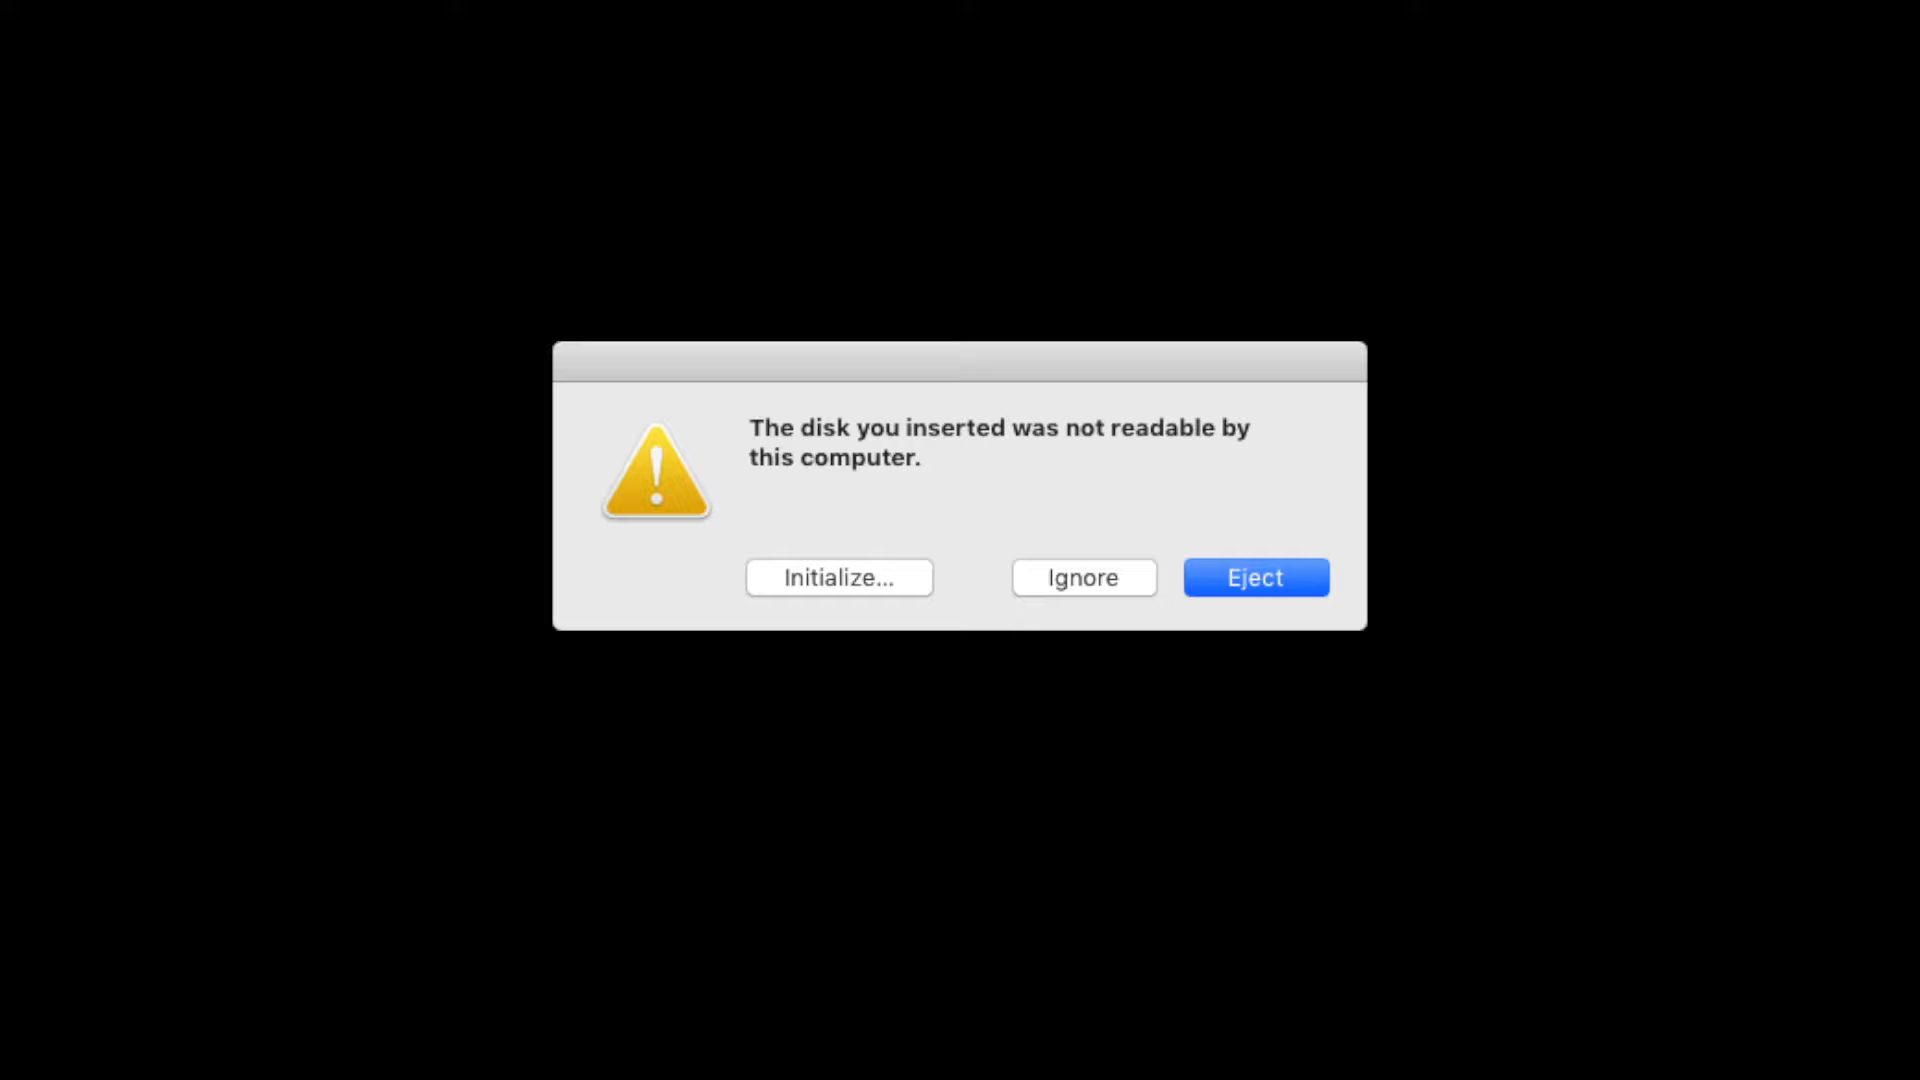 The disk you inserted was not readable by
this computer.
Initialize...
Ignore
Eject